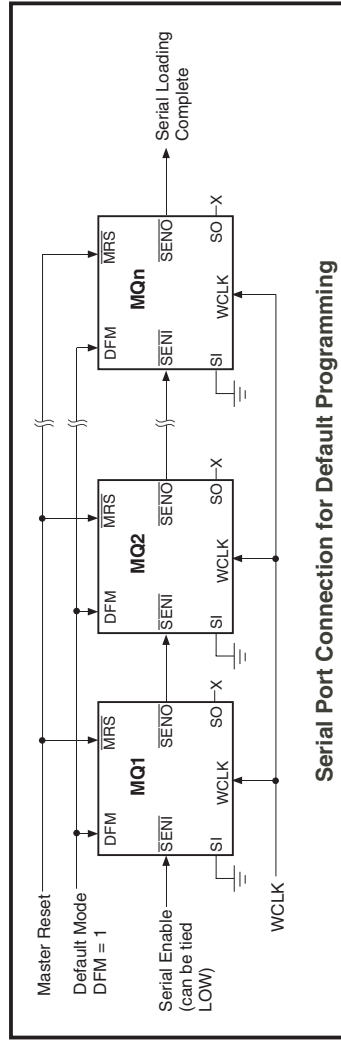 Master Reset
Default Mode
DFM = 1
DFM
MRS
DFM
MRS
DFM
MRS
MQ1
MQ2
MQn
Serial Enable
(can be tied
LOW)
SENI
SENO
SENI
SENO
SENI
SENO
Serial Loading
Complete
SI
WCLK
SO
X
SI
WCLK
SO
X
SI
WCLK
SO
X
WCLK
Serial Port Connection for Default Programming